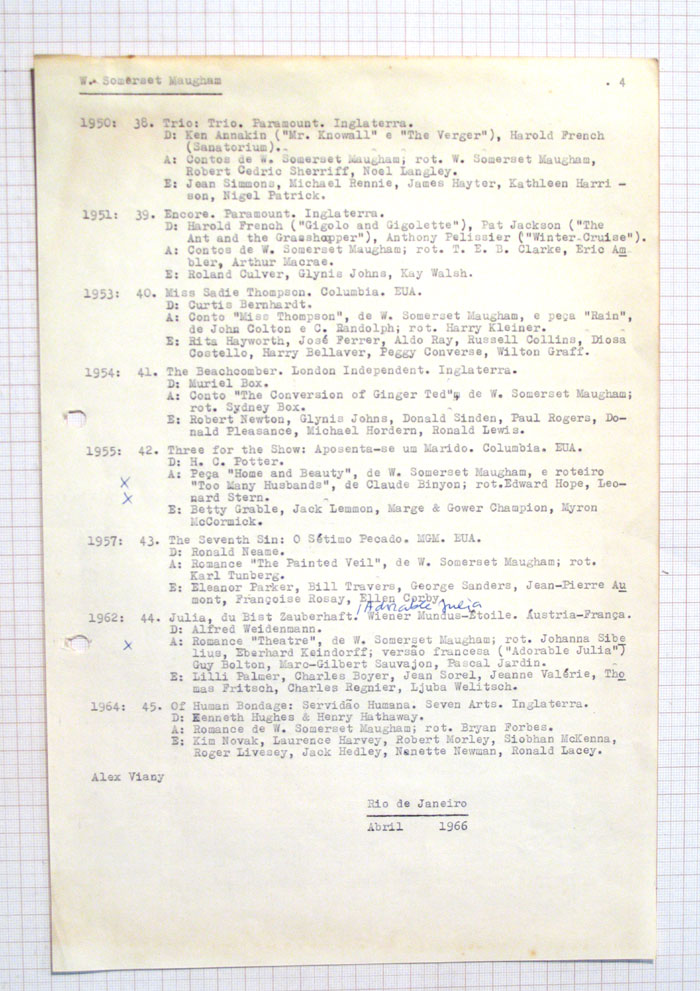 W. Somerset Maugham . 4
1950: 38. Trio: Trio. Paramount. Inglaterra.
D: Ken Annakin ("Mr. Knowall" e "The Verger"), Harold French
(Sanatorium).
A: Contos de W. Somerset Maugham; rot. W. Somerset Maugham,
Robert Cedric Sherriff, Noel Langley.
E: Jean Simmons, Michael Rennie, James Hayter, Kathleen Harri -
son, Nigel Patrick.
1951: 39. Encore. Paramount. Inglaterra.
D: Harold French ("Gigolo and Gigolette"), Pat Jackson ("The
Ant and the Grasshopper"), Anthony Pelissier ("Winter Cruise").
A: Contos de W. Somerset Maugham; rot. T. E. B. Clarke, Eric Am
bler, Arthur Macrae.
E: Roland Culver, Glynis Johns, Kay Walsh.
1953: 40. Miss Sadie Thompson. Columbia. EUA.
D: Curtis Bernhardt.
A: Conto "Miss Thompson", de W. Somerset Maugham, e peça "Rain",
de John Colton e C. Randolph; rot. Harry Kleiner.
E: Rita Hayworth, José Ferrer, Aldo Ray, Russell Collins, Diosa
Costello, Harry Bellaver, Peggy Converse, Wilton Graff.
1954: 41. The Beachcomber. London Independent. Inglaterra.
D: Muriel Box.
A: Conto "The Conversion of Ginger Ted", de W. Somerset Maugham;
rot. Sydney Box.
E: Robert Newton, Glynis Johns, Donald Sinden, Paul Rogers, Do-
nald Pleasance, Michael Hordern, Ronald Lewis.
1955: 42. Three for the Show: Aposenta-se um Marido. Columbia. EUA.
D: H. C. Potter.
A: Peça "Home and Beauty", de W. Somerset Maugham, e roteiro
x "Too Many Husbands", de Claude Binyon; rot.Edward Hope, Leo-
x nard Stern.
E: Betty Grable, Jack Lemmon, Marge & Gower Champion, Myron
McCormick.
1957: 43. The Seventh Sin: O Sétimo Pecado. MGM. EUA.
D: Ronald Neame.
A: Romance "The Painted Veil", de W. Somerset Maugham; rot.
Karl Tunberg.
E: Eleanor Parker, Bill Travers, George Sanders, Jean-Pierre Au
mont, Françoise Rosay, Ellen Corby.
/Adorable Julia
1962: 44. Julia, du Bist Zauberhaft. Wiener Mundus-Étoile. Áustria-França.
D: Alfred Weidenmann.
x A: Romance "Theatre", de W. Somerset Maugham; rot. Johanna Sibe
lius, Eberhard Keindorff; versão francesa ("Adorable Julia")
Guy Bolton, Marc-Gilbert Sauvajon, Pascal Jardin.
E: Lilli Palmer, Charles Boyer, Jean Sorel, Jeanne Valérie, Tho
mas Fritsch, Charles Regnier, Ljuba Welitsch.
1964: 45. Of Human Bondage: Servidão Humana. Seven Arts. Inglaterra.
D: Kenneth Hughes & Henry Hathaway.
A: Romance de W. Somerset Maugham; rot. Bryan Forbes.
E: Kim Novak, Laurence Harvey, Robert Morley, Siobhan McKenna,
Roger Livesey, Jack Hedley, Nanette Newman, Ronald Lacey.
Alex Viany
Rio de Janeiro
Abril 1966